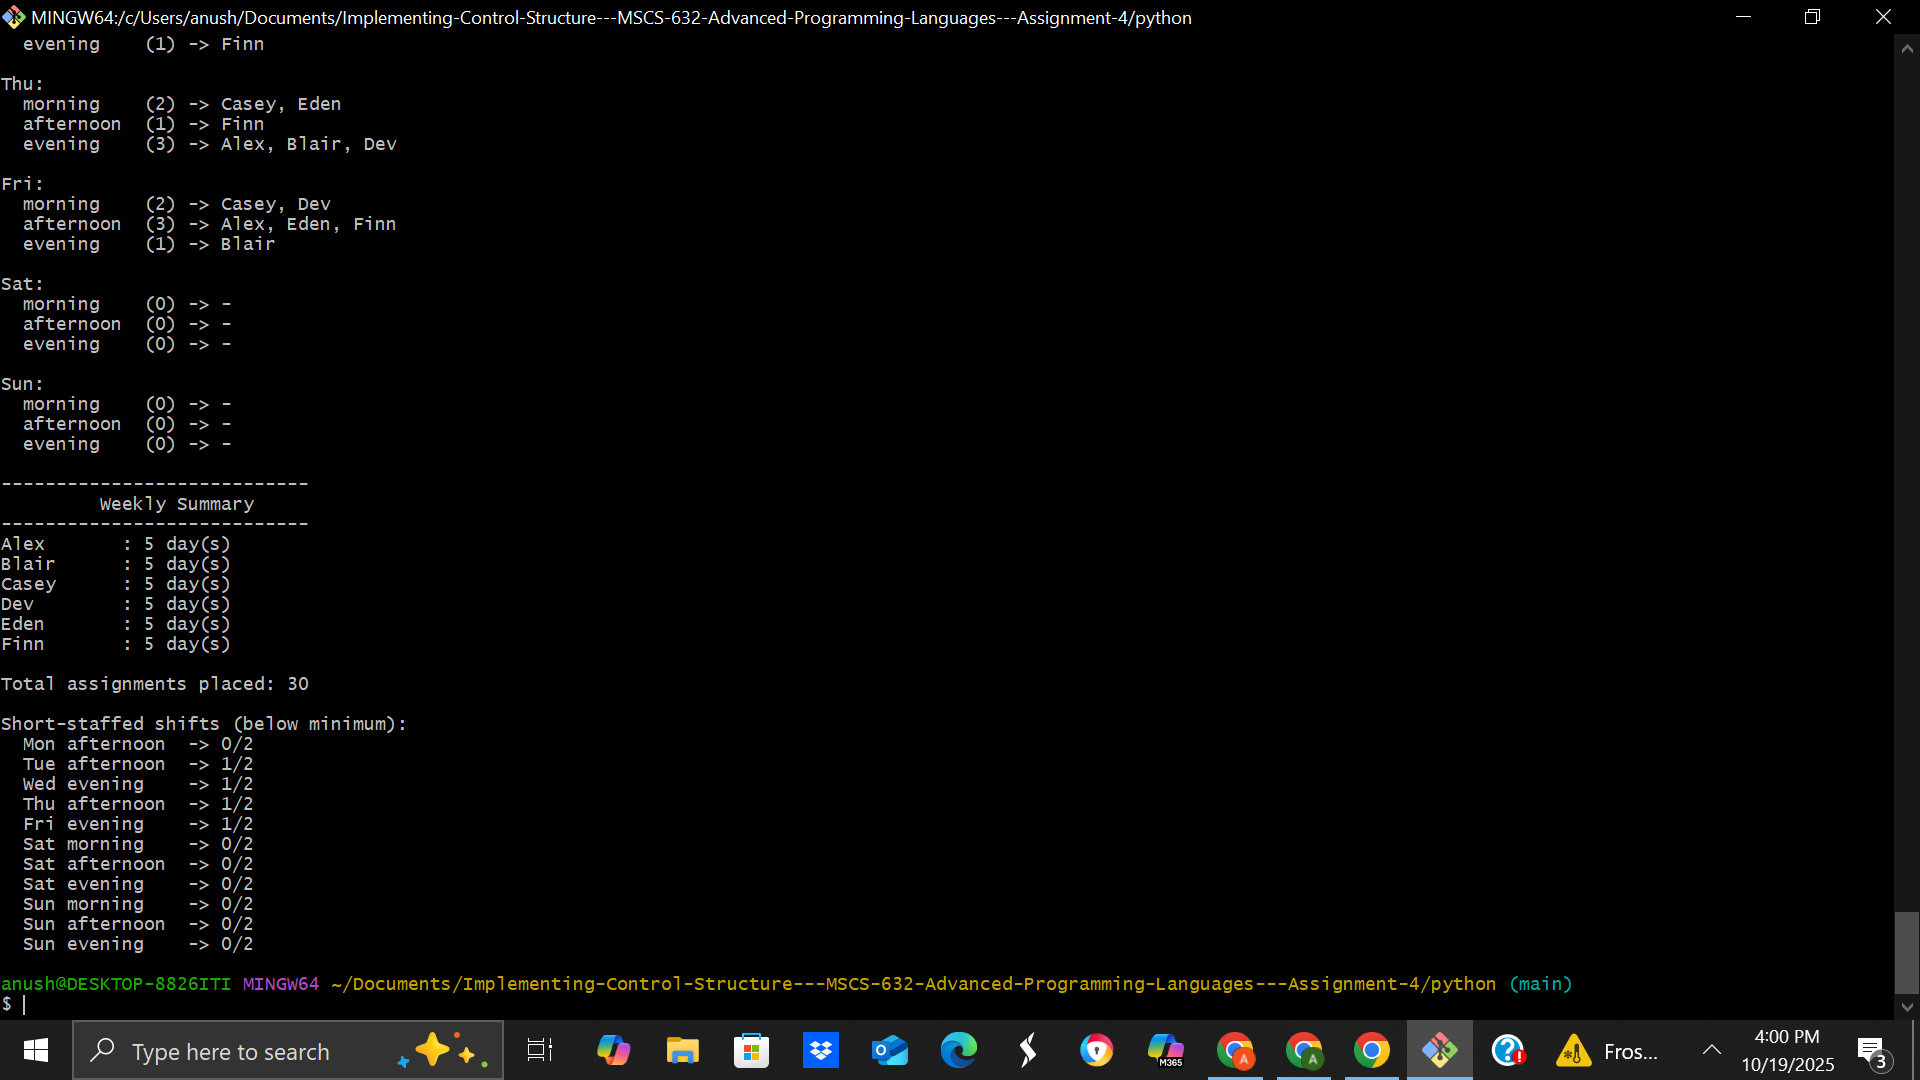 MINGW64:/c/Users/anush/Documents/Implementing-Control-Structure---MSCS-632-Advanced-Programming-Languages---Assignment-4/python
  evening    (1) -> Finn

Thu:
  morning    (2) -> Casey, Eden
  afternoon  (1) -> Finn
  evening    (3) -> Alex, Blair, Dev

Fri:
  morning    (2) -> Casey, Dev
  afternoon  (3) -> Alex, Eden, Finn
  evening    (1) -> Blair

Sat:
  morning    (0) -> -
  afternoon  (0) -> -
  evening    (0) -> -

Sun:
  morning    (0) -> -
  afternoon  (0) -> -
  evening    (0) -> -

----------------------------
         Weekly Summary
----------------------------
Alex       : 5 day(s)
Blair      : 5 day(s)
Casey      : 5 day(s)
Dev        : 5 day(s)
Eden       : 5 day(s)
Finn       : 5 day(s)

Total assignments placed: 30

Short-staffed shifts (below minimum):
  Mon afternoon  -> 0/2
  Tue afternoon  -> 1/2
  Wed evening    -> 1/2
  Thu afternoon  -> 1/2
  Fri evening    -> 1/2
  Sat morning    -> 0/2
  Sat afternoon  -> 0/2
  Sat evening    -> 0/2
  Sun morning    -> 0/2
  Sun afternoon  -> 0/2
  Sun evening    -> 0/2

anush@DESKTOP-8826ITI MINGW64 ~/Documents/Implementing-Control-Structure---MSCS-632-Advanced-Programming-Languages---Assignment-4/python (main)
$
Type here to search
M365
A
A
Fros...
4:00 PM
10/19/2025
3